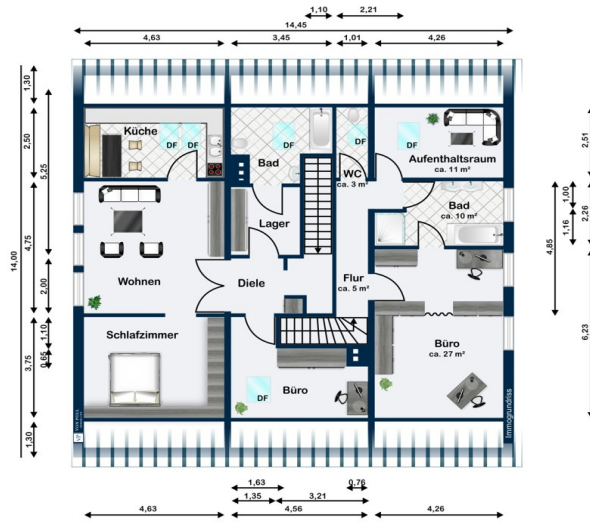 1,10
2,21
14,45
4,63
3,45
1,01
4,26
1,30
2,50
5,25
14,00
4,75
2,00
1,10
0,65
3,75
1,30
Küche
DF
DF
Bad
DF
DF
WC
ca. 3 m²
DF
Aufenthaltsraum
ca. 11 m²
Bad
ca. 10 m²
Lager
Wohnen
Diele
Flur
ca. 5 m²
Schlafzimmer
Büro
DF
Büro
ca. 27 m²
Immogrundriss
2,51
1,00
2,26
1,16
4,85
6,23
1,63
0,76
1,35
3,21
4,63
4,56
4,26